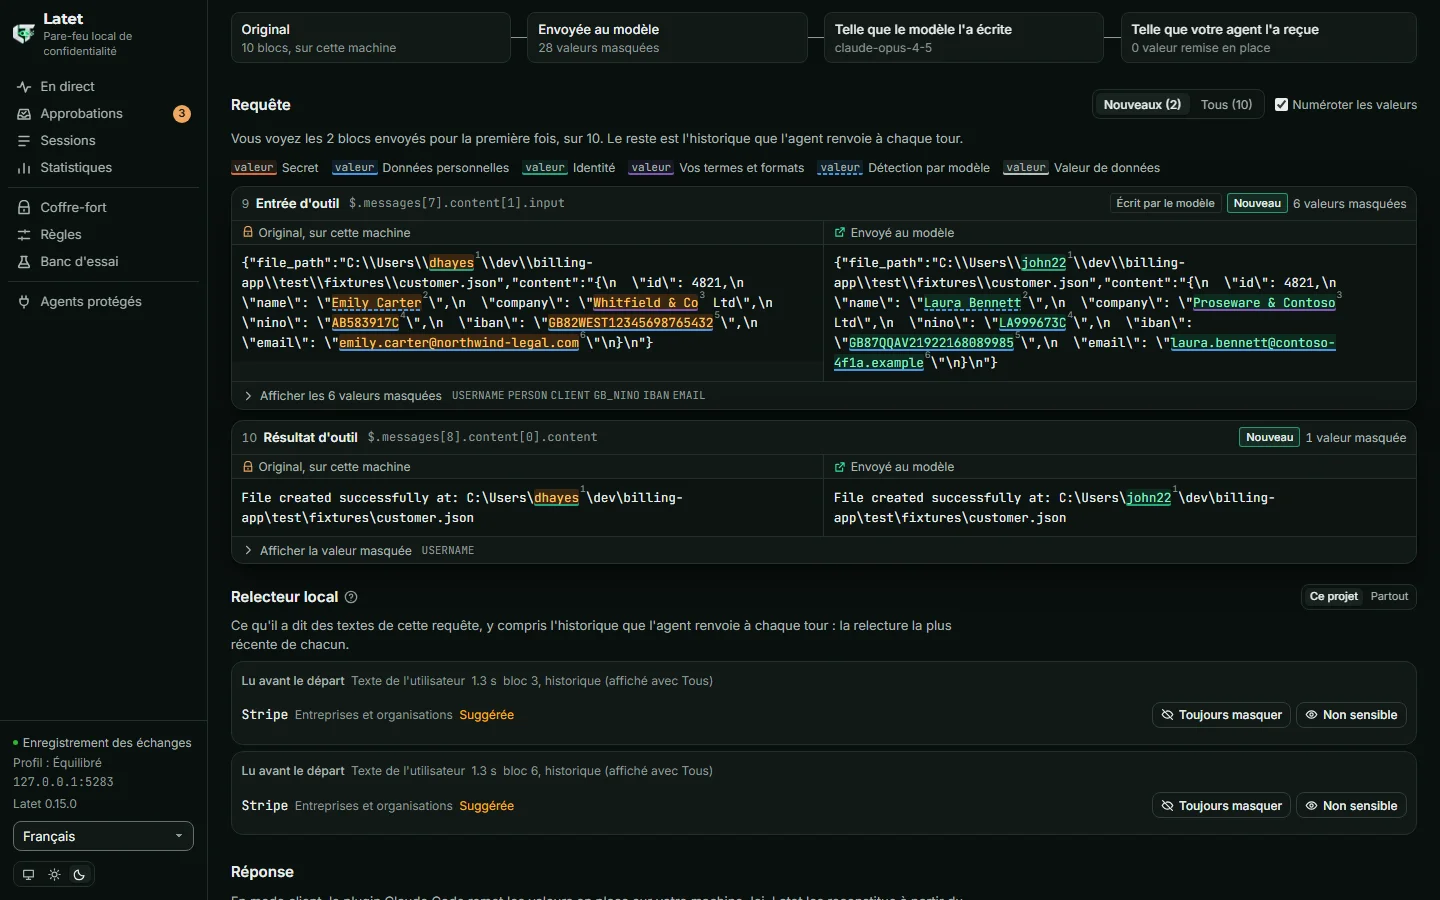 Latet
Pare-feu local de
confidentialité
En direct
Approbations 3
Sessions
Statistiques
Coffre-fort
Règles
Banc d'essai
Agents protégés
Enregistrement des échanges
Profil : Équilibré
127.0.0.1:5283
Latet 0.15.0
Français
Original
10 blocs, sur cette machine
Envoyée au modèle
28 valeurs masquées
Telle que le modèle l'a écrite
claude-opus-4-5
Telle que votre agent l'a reçue
0 valeur remise en place
Requête
Nouveaux (2) Tous (10) Numéroter les valeurs
Vous voyez les 2 blocs envoyés pour la première fois, sur 10. Le reste est l'historique que l'agent renvoie à chaque tour.
valeur Secret valeur Données personnelles valeur Identité valeur Vos termes et formats valeur Détection par modèle valeur Valeur de données
9 Entrée d'outil $.messages[7].content[1].input Écrit par le modèle Nouveau 6 valeurs masquées
Original, sur cette machine
{"file_path":"C:\\Users\\dhayes1\\dev\\billing-
app\\test\\fixtures\\customer.json","content":"{\n  \"id\": 4821,\n
\"name\": \"Emily Carter2\",\n  \"company\": \"Whitfield & Co3 Ltd\",\n
\"nino\": \"AB583917C4\",\n  \"iban\": \"GB82WEST123456987654325\",\n
\"email\": \"emily.carter@northwind-legal.com6\"\n}\n"}
Envoyé au modèle
{"file_path":"C:\\Users\\john221\\dev\\billing-
app\\test\\fixtures\\customer.json","content":"{\n  \"id\": 4821,\n
\"name\": \"Laura Bennett2\",\n  \"company\": \"Proseware & Contoso3
Ltd\",\n  \"nino\": \"LA999673C4\",\n  \"iban\":
\"GB87QQAV219221680899855\",\n  \"email\": \"laura.bennett@contoso-
4f1a.example6\"\n}\n"}
Afficher les 6 valeurs masquées USERNAME PERSON CLIENT GB_NINO IBAN EMAIL
10 Résultat d'outil $.messages[8].content[0].content Nouveau 1 valeur masquée
Original, sur cette machine
File created successfully at: C:\Users\dhayes1\dev\billing-
app\test\fixtures\customer.json
Envoyé au modèle
File created successfully at: C:\Users\john221\dev\billing-
app\test\fixtures\customer.json
Afficher la valeur masquée USERNAME
Relecteur local ? Ce projet Partout
Ce qu'il a dit des textes de cette requête, y compris l'historique que l'agent renvoie à chaque tour : la relecture la plus
récente de chacun.
Lu avant le départ Texte de l'utilisateur 1.3 s bloc 3, historique (affiché avec Tous)
Stripe Entreprises et organisations Suggérée Toujours masquer Non sensible
Lu avant le départ Texte de l'utilisateur 1.3 s bloc 6, historique (affiché avec Tous)
Stripe Entreprises et organisations Suggérée Toujours masquer Non sensible
Réponse